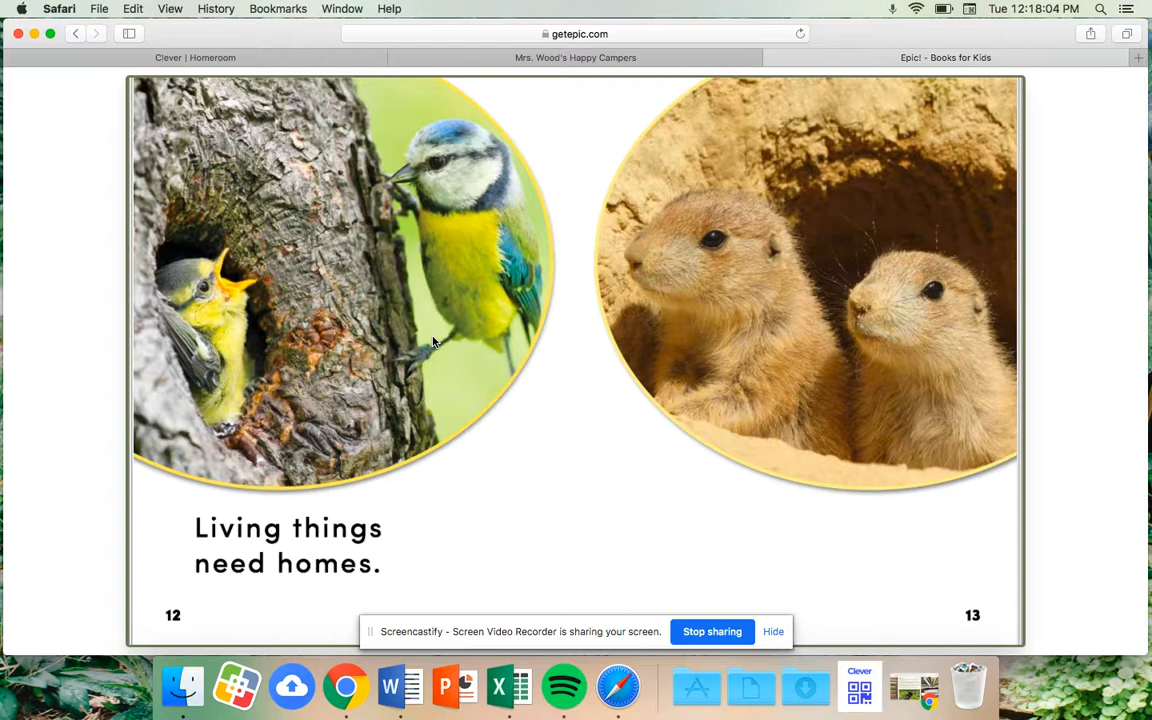 Safari File Edit View History Bookmarks Window Help Tue 12:18:04 PM
getepic.com
Clever | Homeroom Mrs. Wood's Happy Campers Epic! - Books for Kids
Living things
need homes.
12 13
Screencastify - Screen Video Recorder is sharing your screen. Stop sharing Hide
Clever